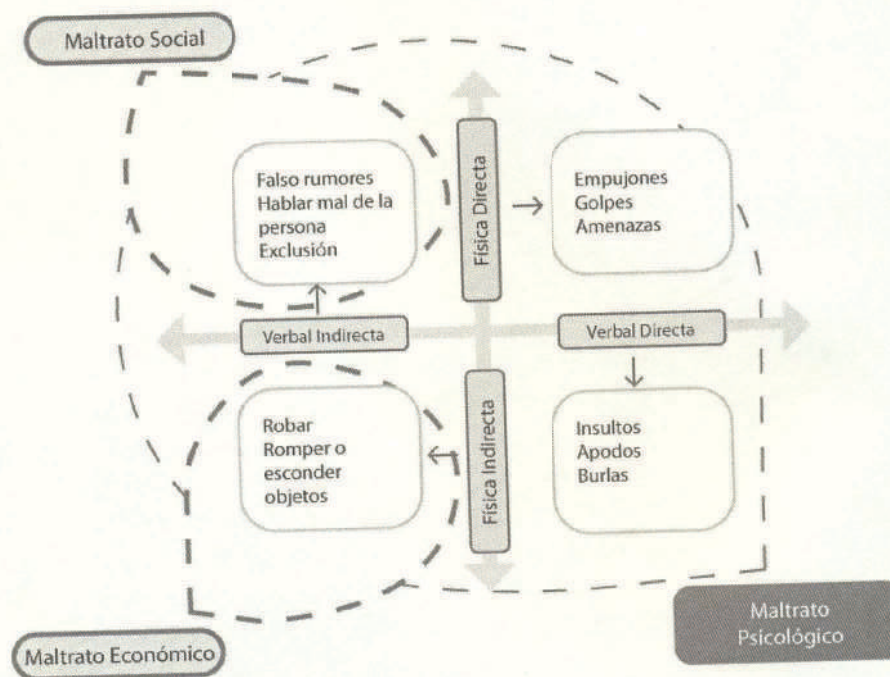 Maltrato Social
Falso rumores
Hablar mal de la
persona
Exclusión
Física Directa
Empujones
Golpes
Amenazas
Verbal Indirecta
Verbal Directa
Robar
Romper o
esconder
objetos
Física Indirecta
Insultos
Apodos
Burlas
Maltrato Económico
Maltrato
Psicológico